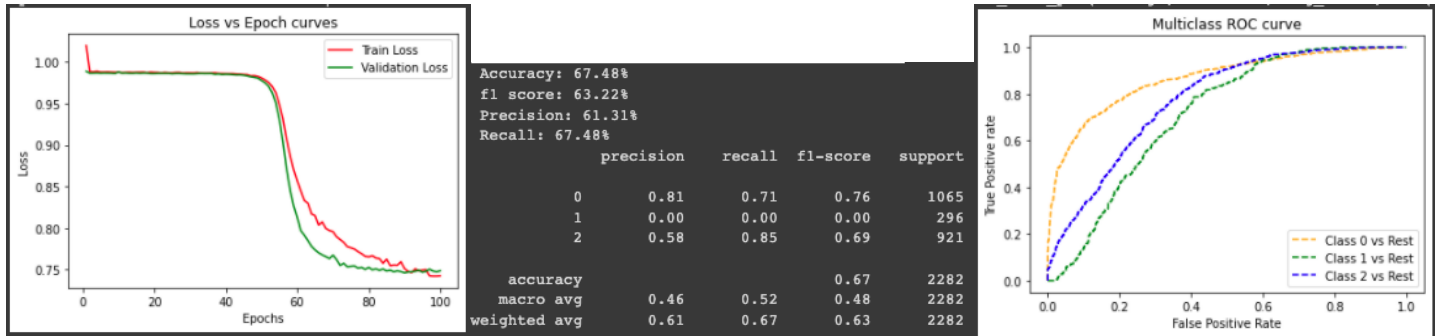 Loss vs Epoch curves
Train Loss
Validation Loss
1.00
0.95
0.90
0.85
0.80
0.75
Loss
0 20 40 60 80 100
Epochs
Accuracy: 67.48%
f1 score: 63.22%
Precision: 61.31%
Recall: 67.48%
precision recall f1-score support
0 0.81 0.71 0.76 1065
1 0.00 0.00 0.00 296
2 0.58 0.85 0.69 921
accuracy 0.67 2282
macro avg 0.46 0.52 0.48 2282
weighted avg 0.61 0.67 0.63 2282
Multiclass ROC curve
1.0
0.8
0.6
0.4
0.2
0.0
True Positive rate
Class 0 vs Rest
Class 1 vs Rest
Class 2 vs Rest
0.0 0.2 0.4 0.6 0.8 1.0
False Positive Rate